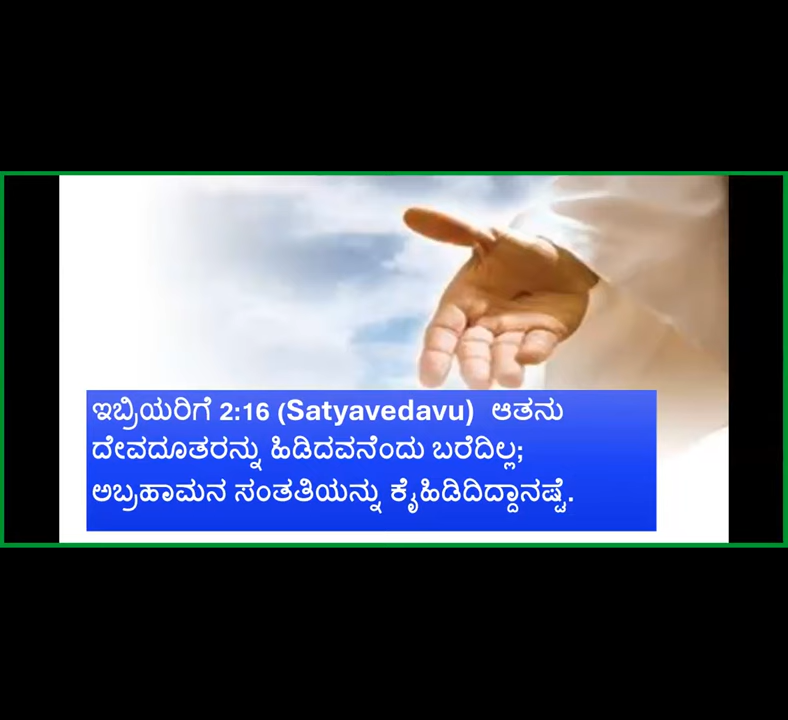 ಇಬ್ರಿಯರಿಗೆ 2:16 (Satyavedavu) ಆತನು
ದೇವದೂತರನ್ನು ಹಿಡಿದವನೆಂದು ಬರೆದಿಲ್ಲ;
ಅಬ್ರಹಾಮನ ಸಂತತಿಯನ್ನು ಕೈಹಿಡಿದಿದ್ದಾನಷ್ಟೆ.